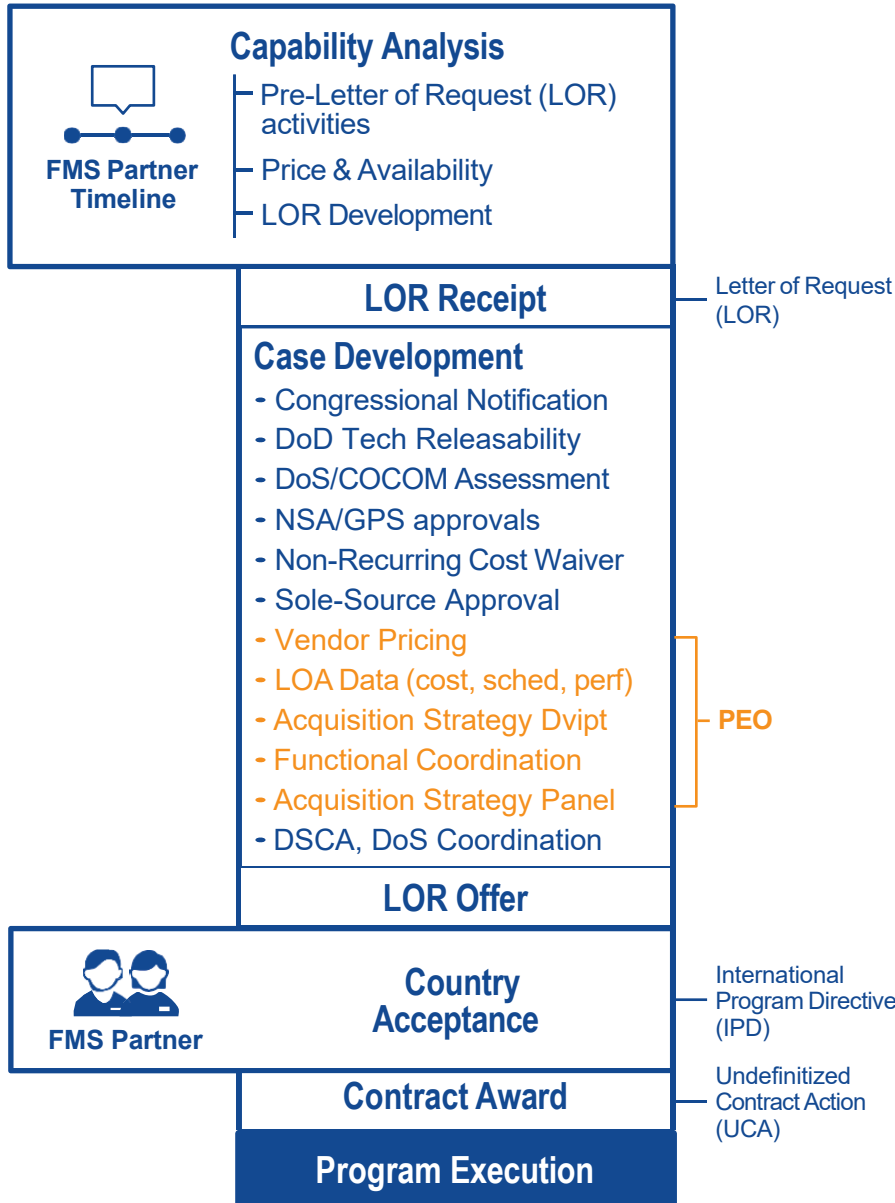 Capability Analysis
Pre-Letter of Request (LOR)
activities
Price & Availability
LOR Development
FMS Partner
Timeline
LOR Receipt
Letter of Request
(LOR)
Case Development
- Congressional Notification
- DoD Tech Releasability
- DoS/COCOM Assessment
- NSA/GPS approvals
- Non-Recurring Cost Waiver
- Sole-Source Approval
- Vendor Pricing
- LOA Data (cost, sched, perf)
- Acquisition Strategy Dvipt
- Functional Coordination
- Acquisition Strategy Panel
PEO
- DSCA, DoS Coordination
LOR Offer
FMS Partner
Country
Acceptance
International
Program Directive
(IPD)
Contract Award
Undefinitized
Contract Action
(UCA)
Program Execution